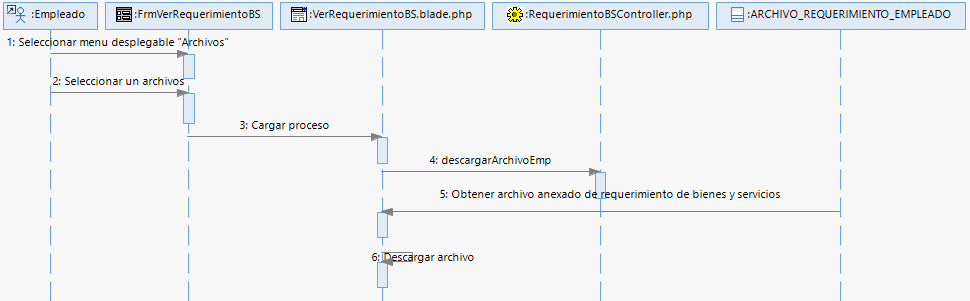 :Empleado
:FrmVerRequerimientoBS
:VerRequerimientoBS.blade.php
:RequerimientoBSController.php
:ARCHIVO_REQUERIMIENTO_EMPLEADO
1: Seleccionar menu desplegable "Archivos"
2: Seleccionar un archivos
3: Cargar proceso
4: descargarArchivoEmp
5: Obtener archivo anexado de requerimiento de bienes y servicios
6: Descargar archivo